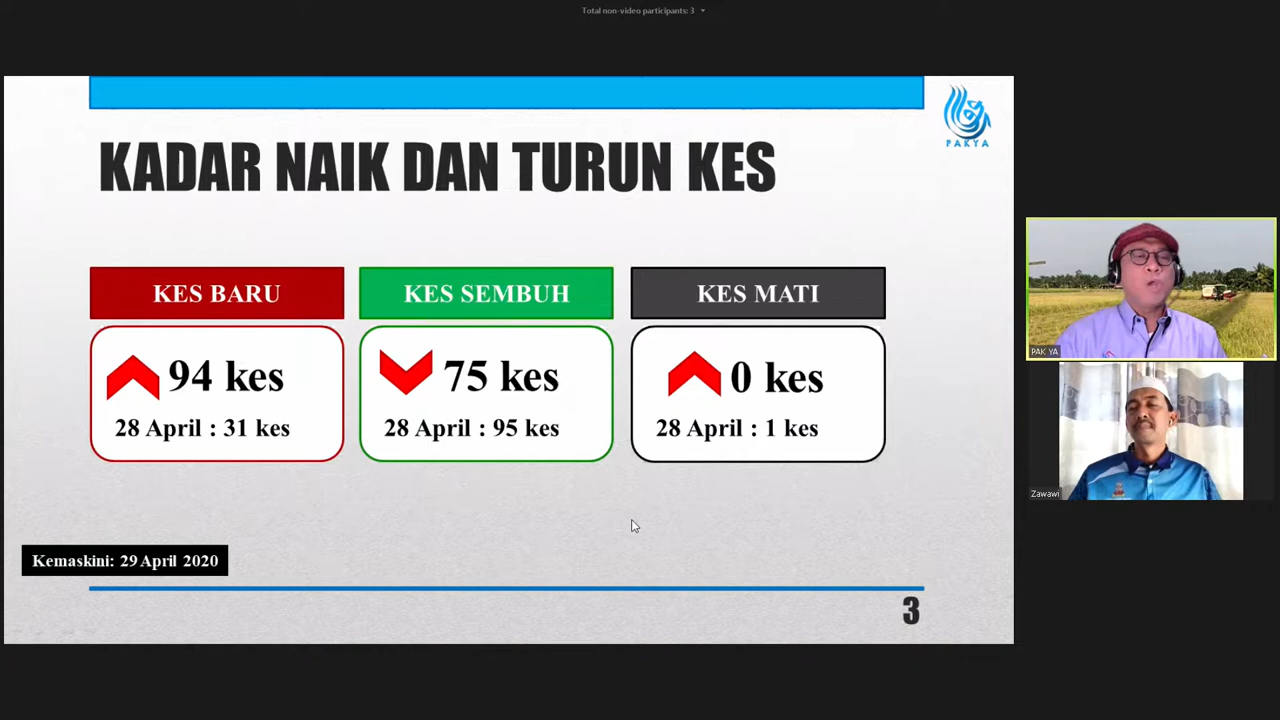 Total non-video participants: 3
PAKYA
KADAR NAIK DAN TURUN KES
KES BARU
94 kes
28 April : 31 kes
KES SEMBUH
75 kes
28 April : 95 kes
KES MATI
0 kes
28 April : 1 kes
Kemaskini: 29 April 2020
3
PAK YA
Zawawi